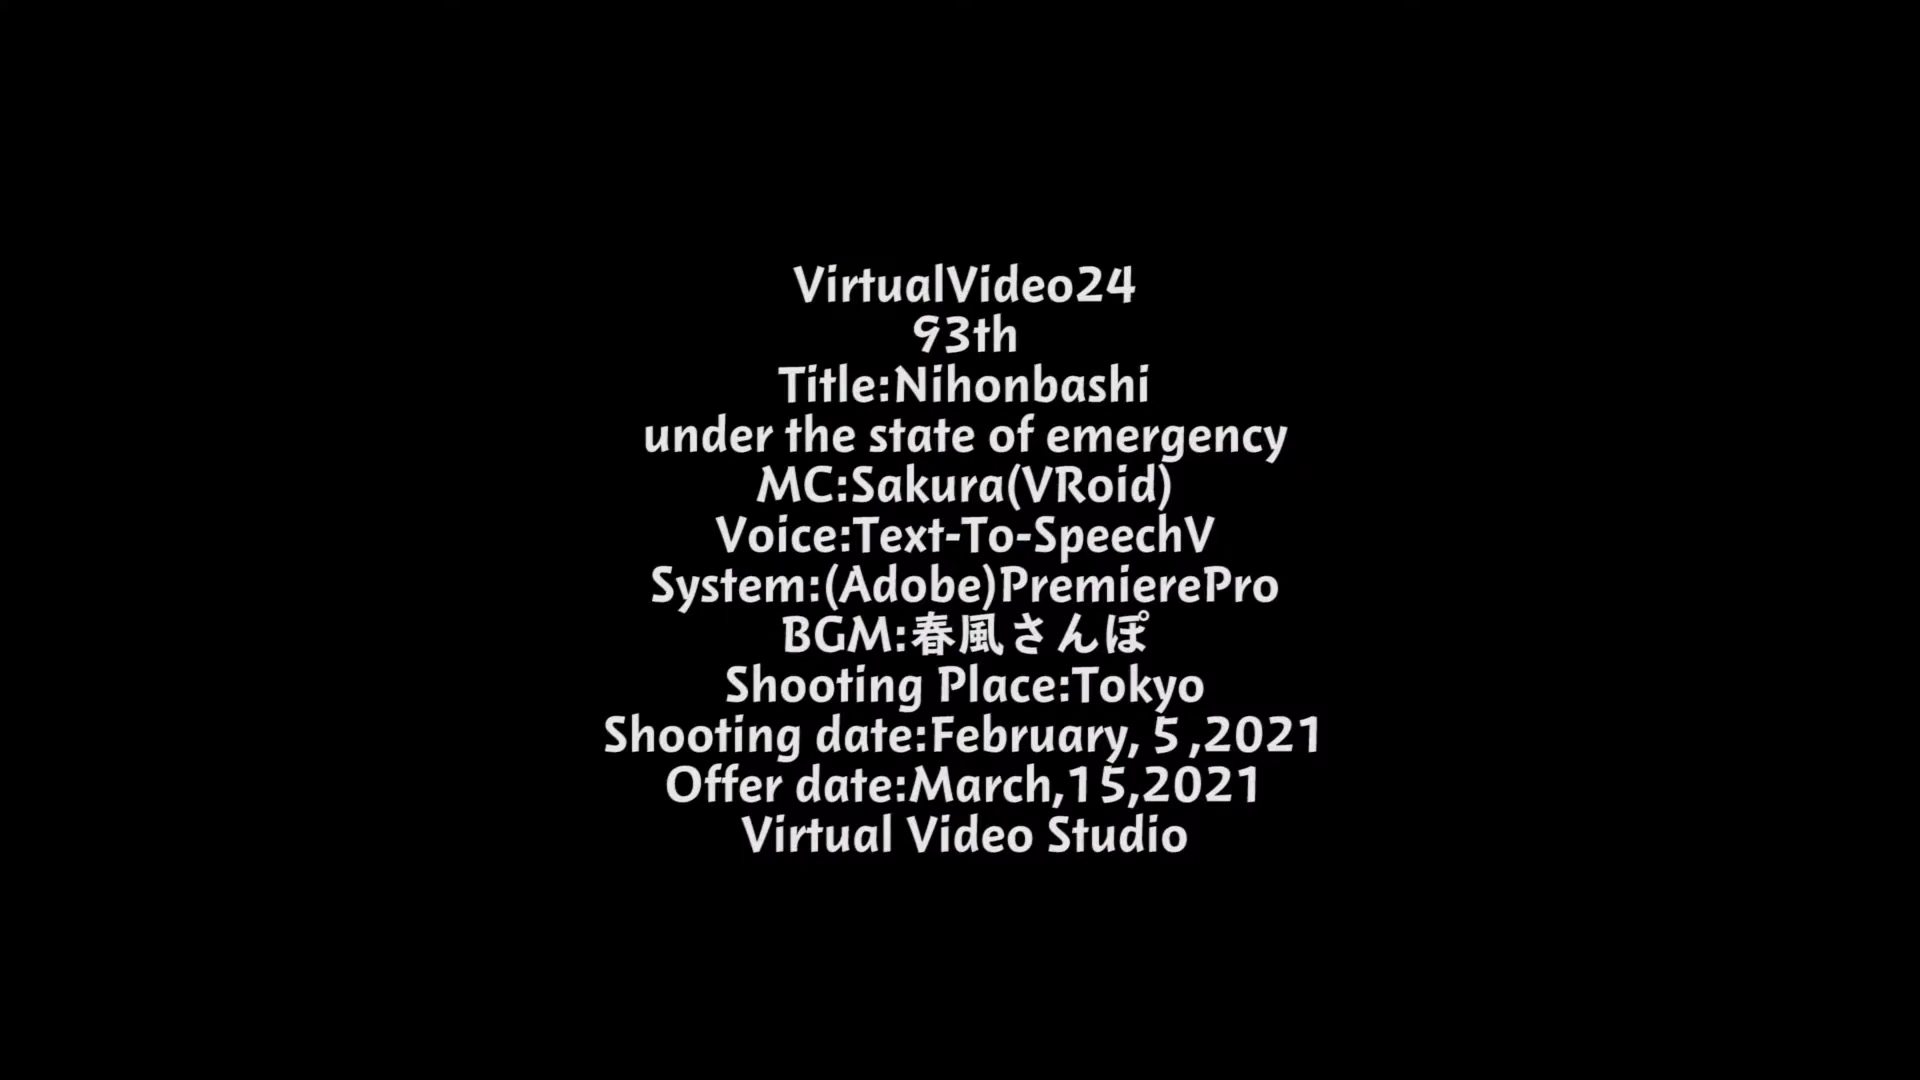 VirtualVideo24
93th
Title:Nihonbashi
under the state of emergency
MC:Sakura(VRoid)
Voice:Text-To-SpeechV
System:(Adobe)PremierePro
BGM:春風さんぽ
Shooting Place:Tokyo
Shooting date:February,５,2021
Offer date:March,15,2021
Virtual Video Studio